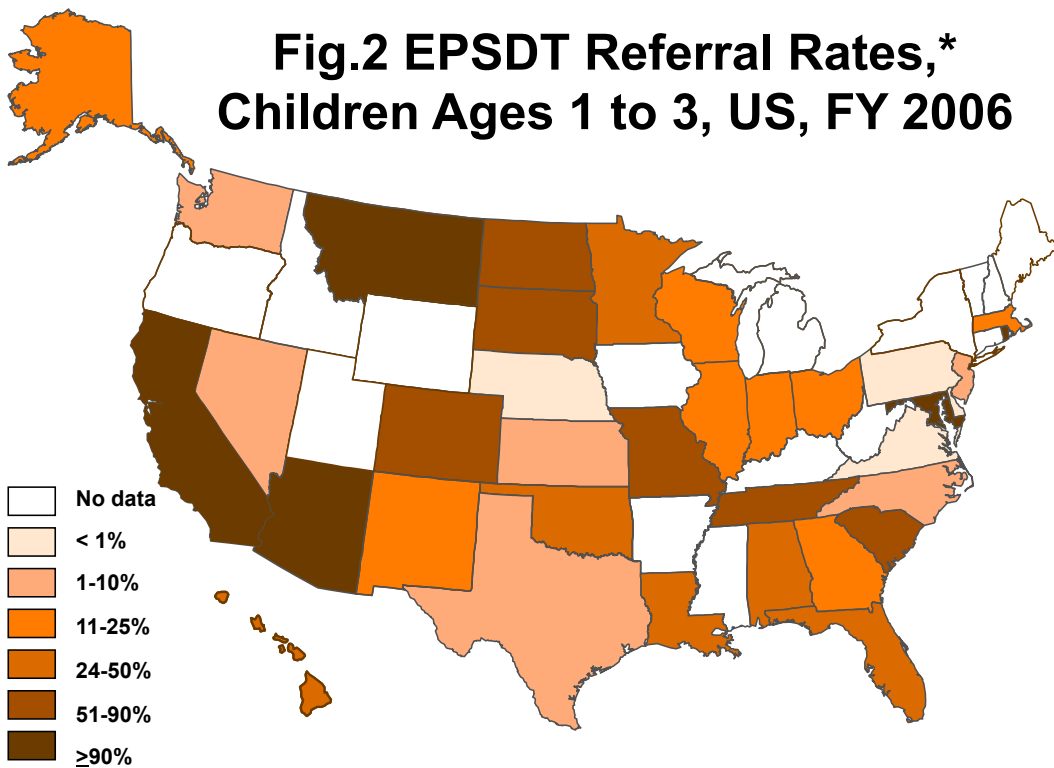 Fig.2 EPSDT Referral Rates,*
Children Ages 1 to 3, US, FY 2006
No data
< 1%
1-10%
11-25%
24-50%
51-90%
≥90%